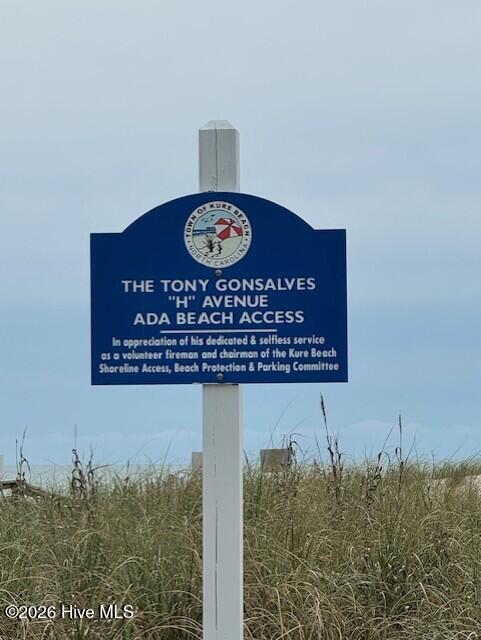 TOWN OF KURE BEACH
NORTH CAROLINA
THE TONY GONSALVES
"H" AVENUE
ADA BEACH ACCESS
In appreciation of his dedicated & selfless service
as a volunteer fireman and chairman of the Kure Beach
Shoreline Access, Beach Protection & Parking Committee
©2026 Hive MLS